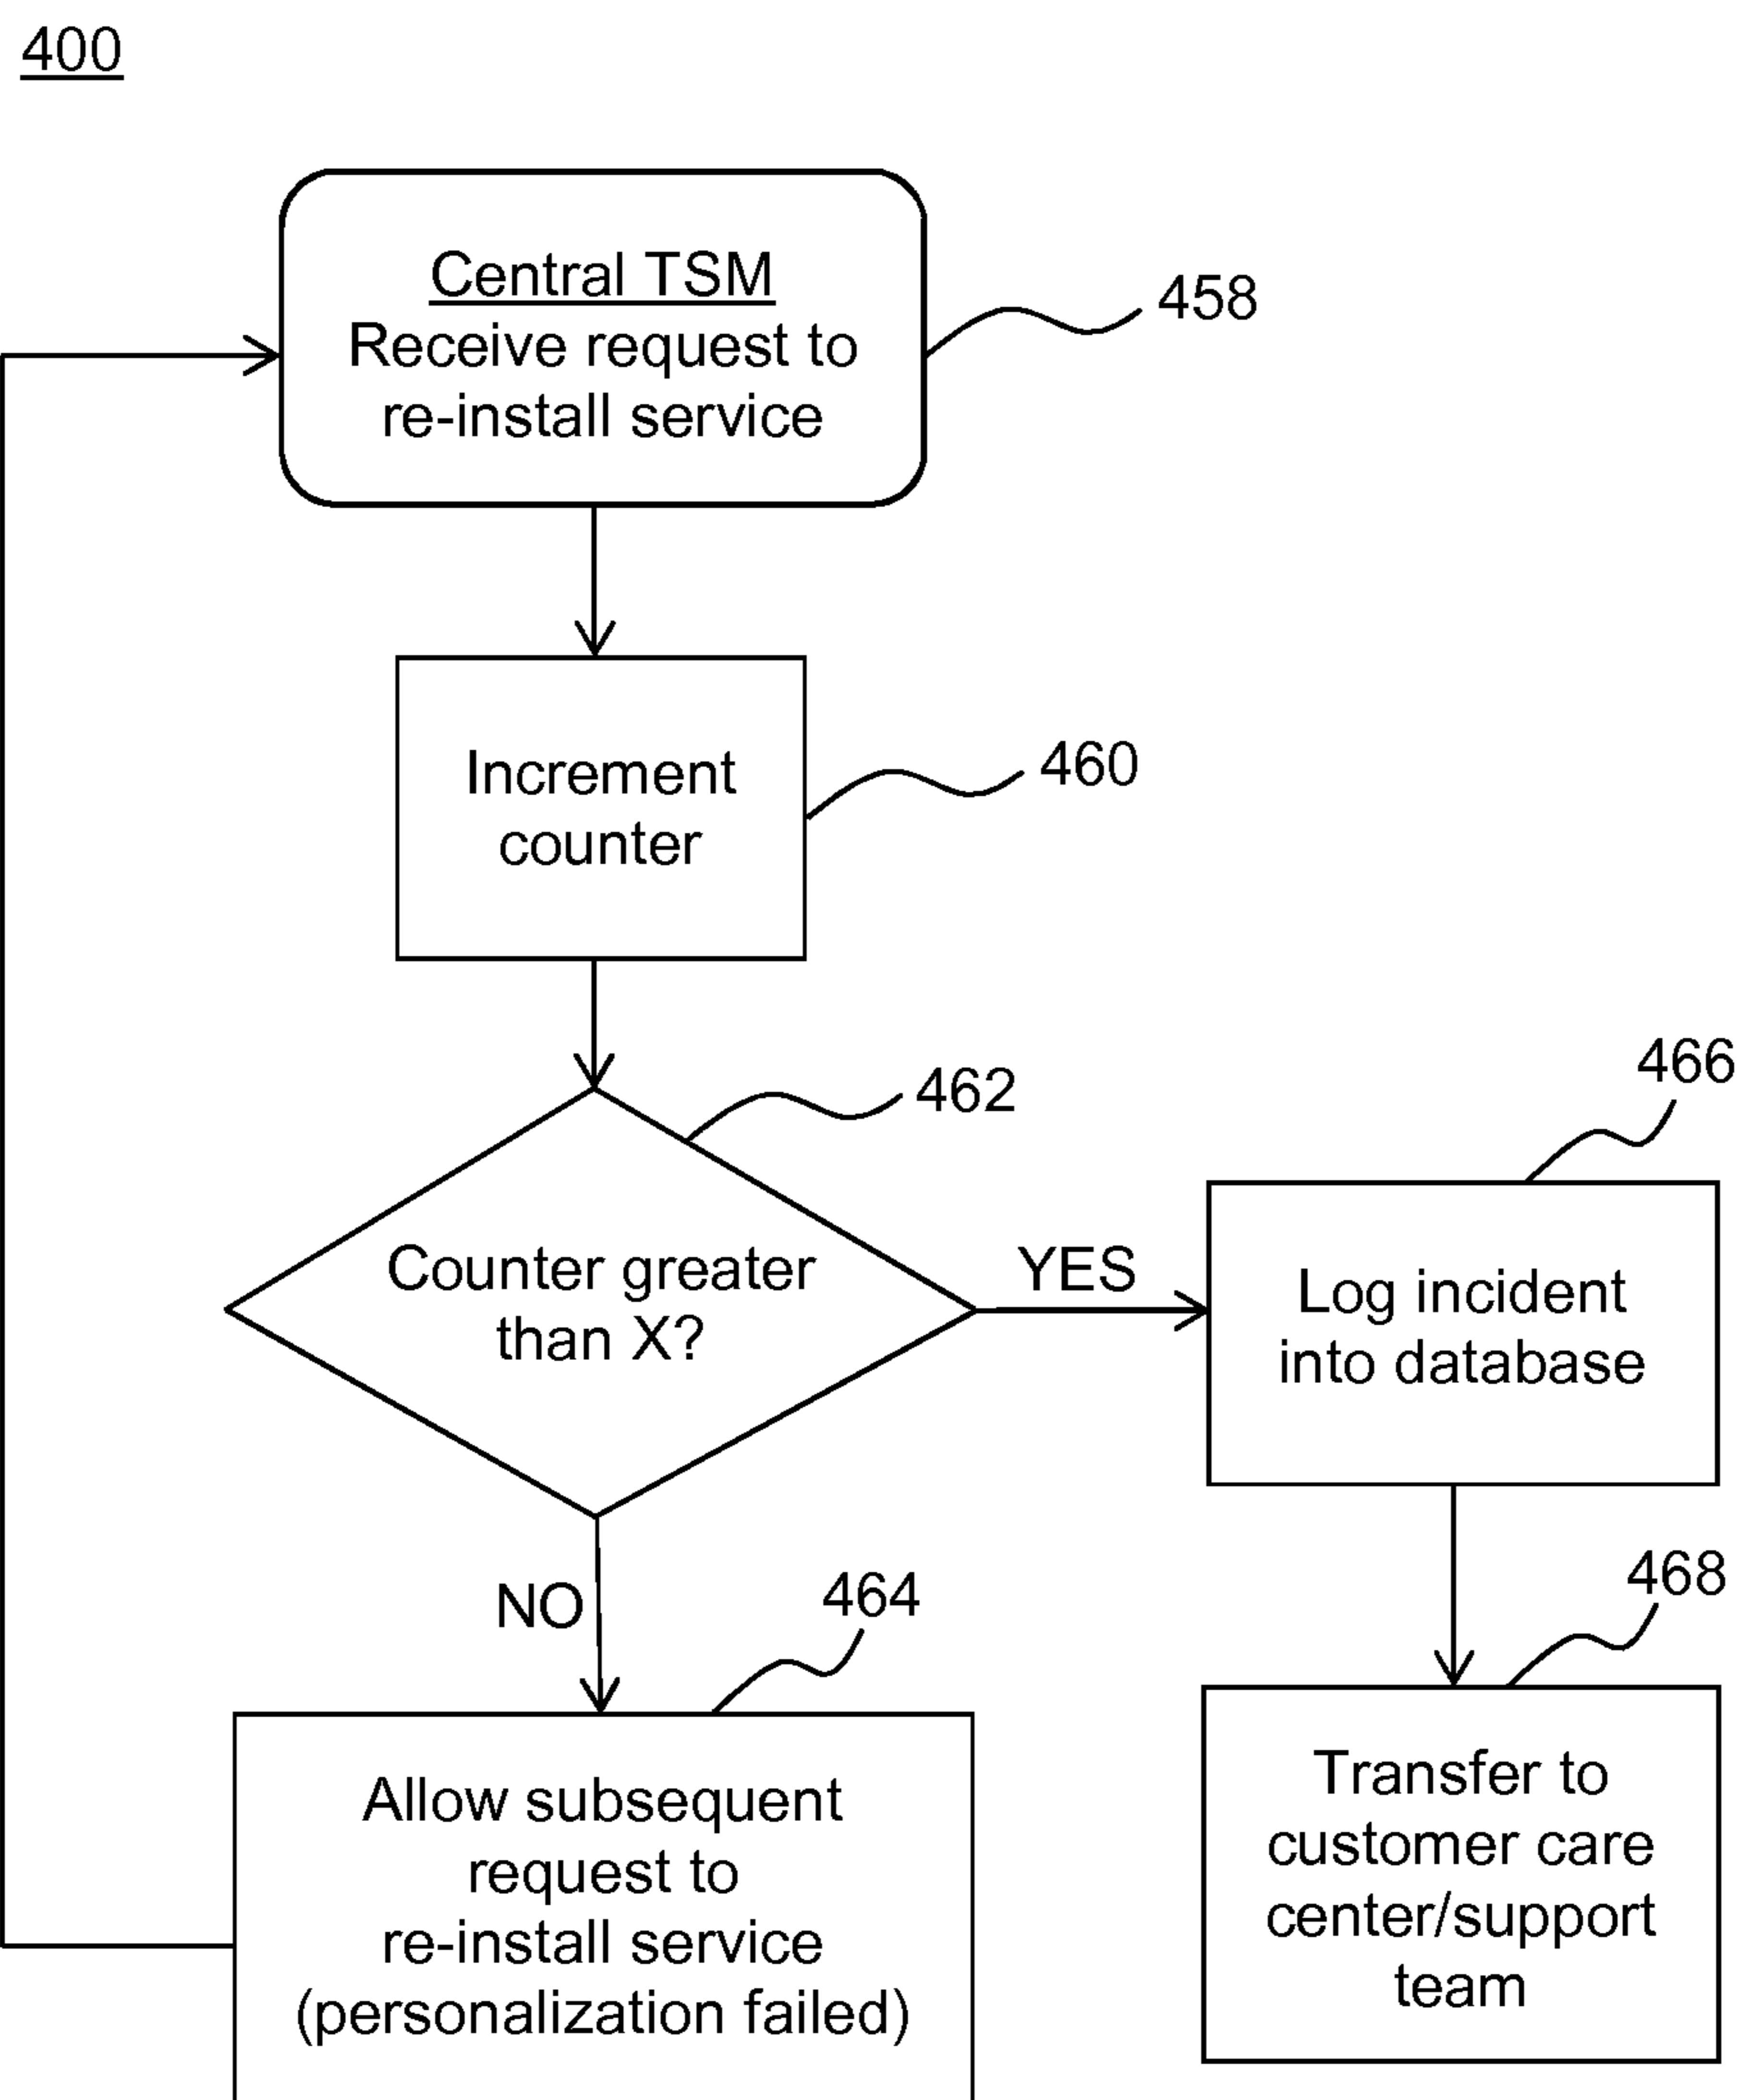 400
Central TSM
Receive request to
re-install service
458
Increment
counter
460
462
Counter greater
than X?
YES
466
Log incident
into database
NO
464
Allow subsequent
request to
re-install service
(personalization failed)
468
Transfer to
customer care
center/support
team